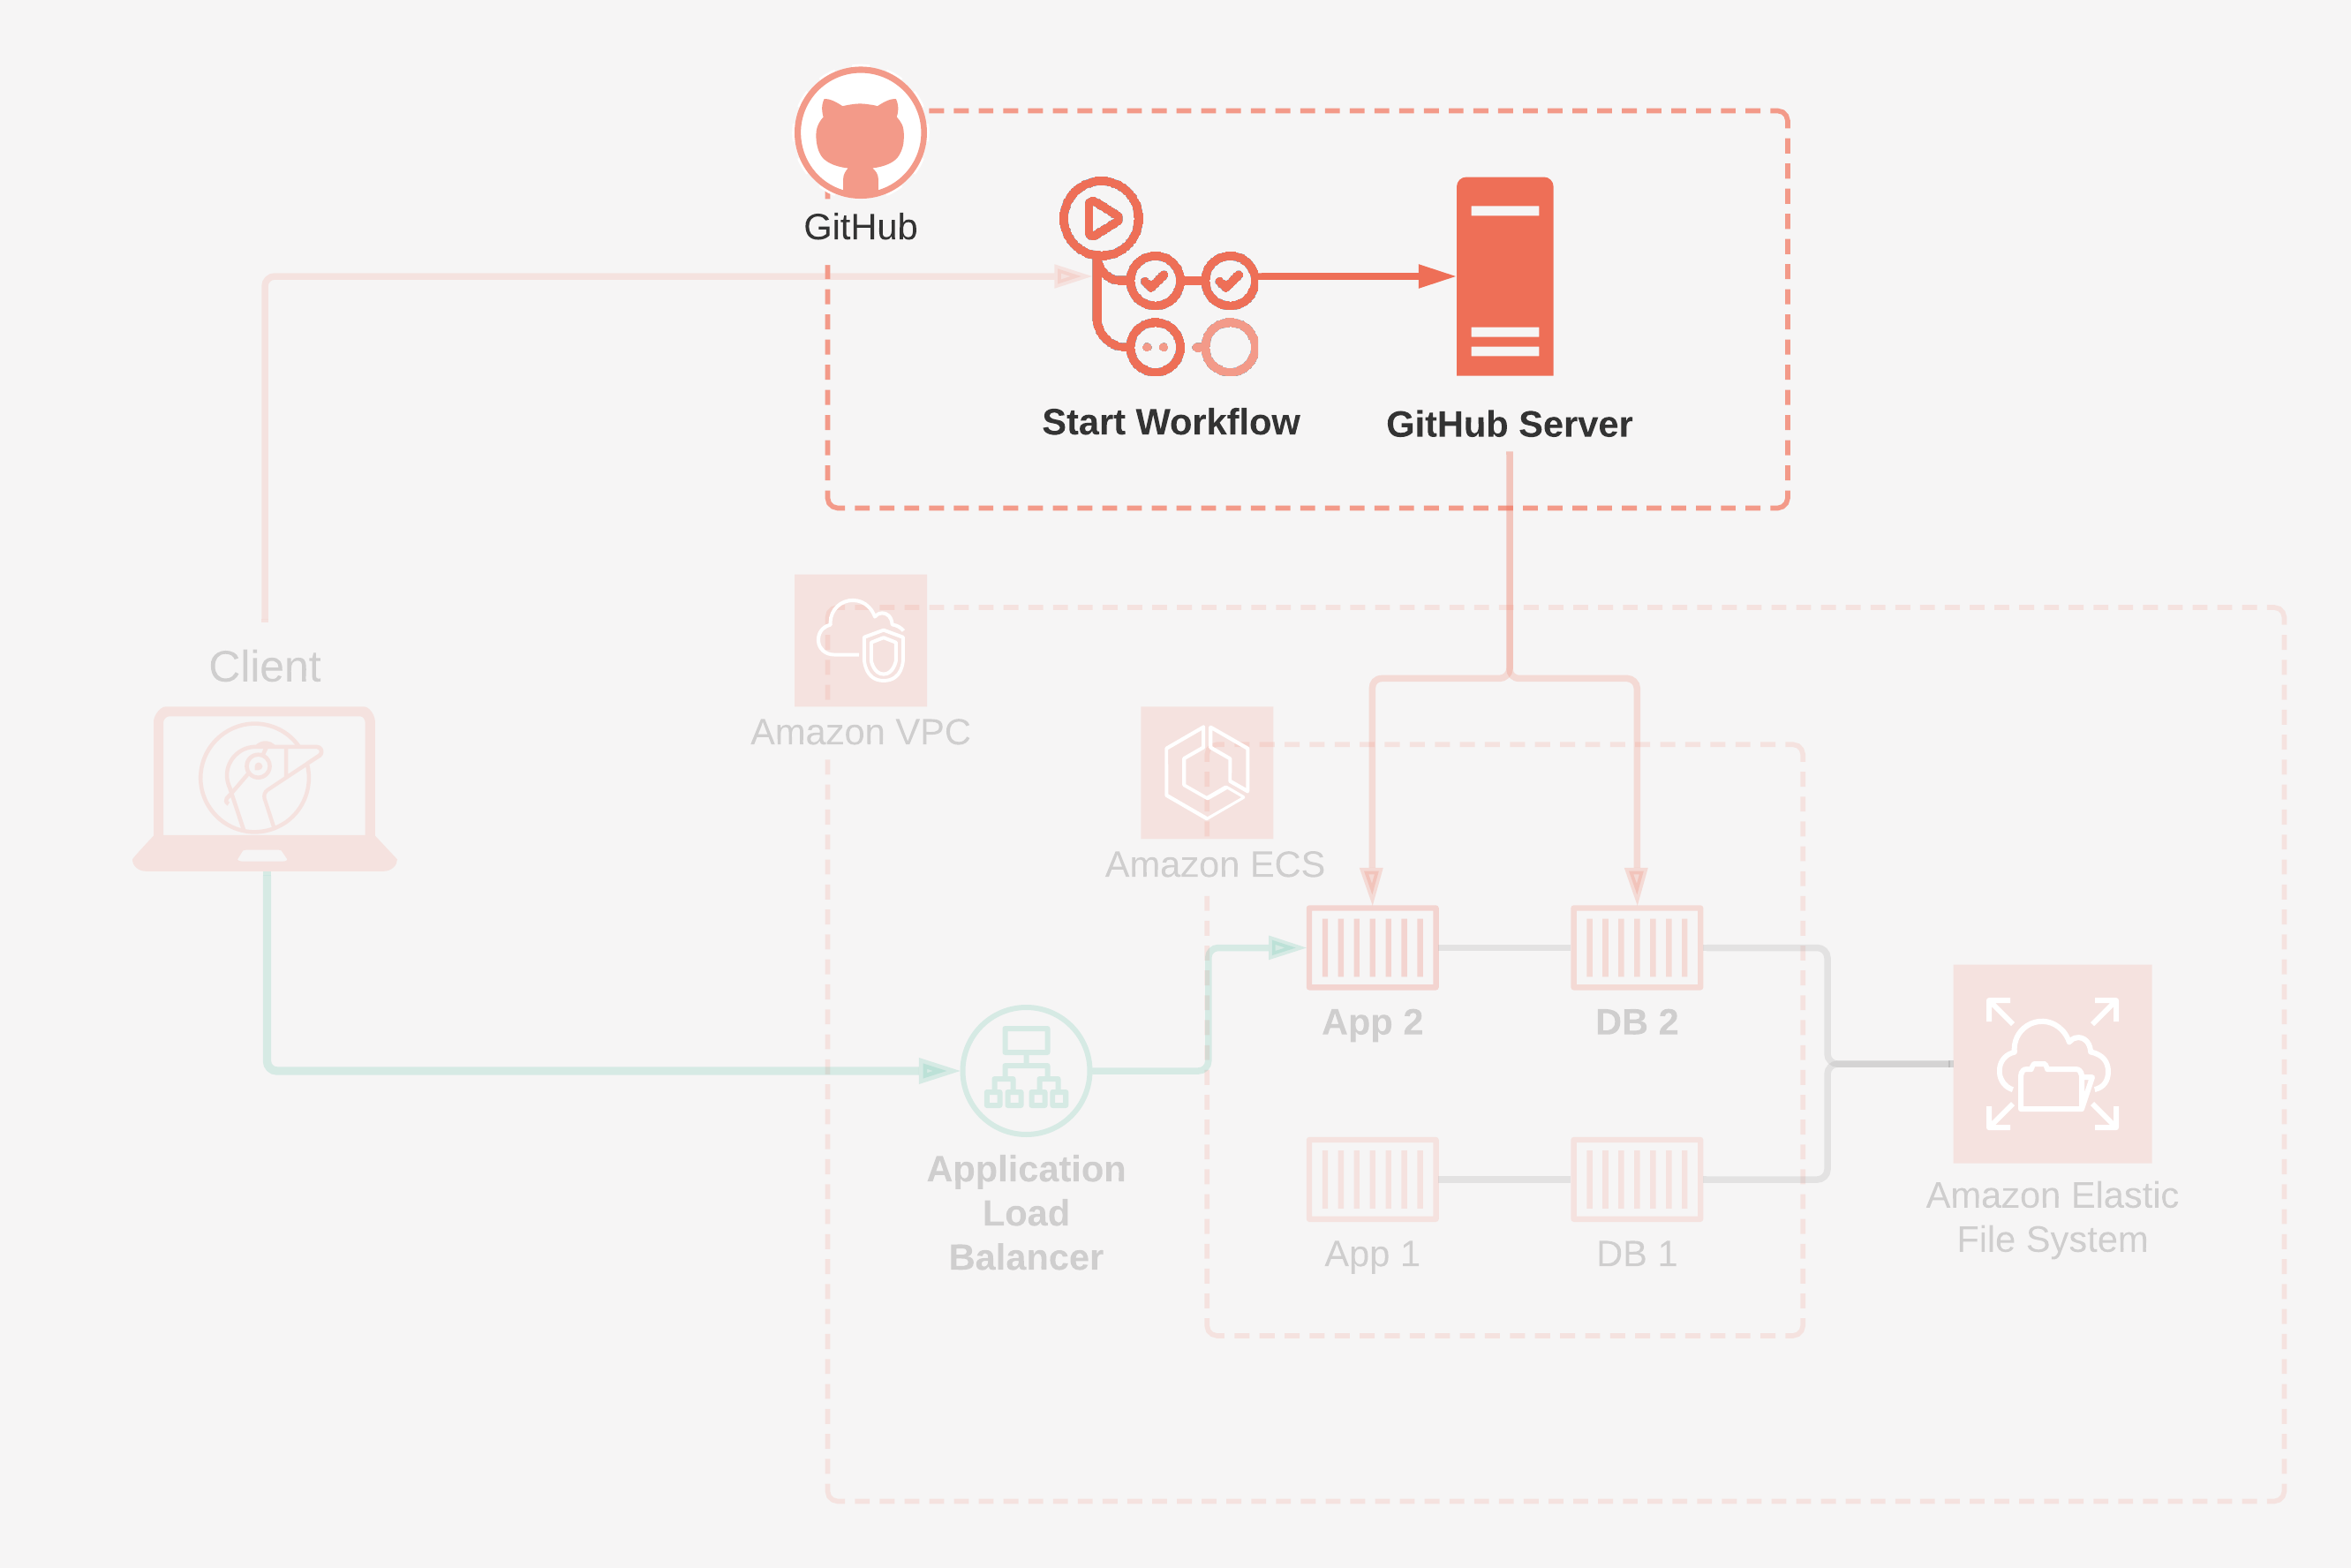 GitHub
Start Workflow
GitHub Server
Client
Amazon VPC
Amazon ECS
App 2
DB 2
Application
Load
Balancer
App 1
DB 1
Amazon Elastic
File System